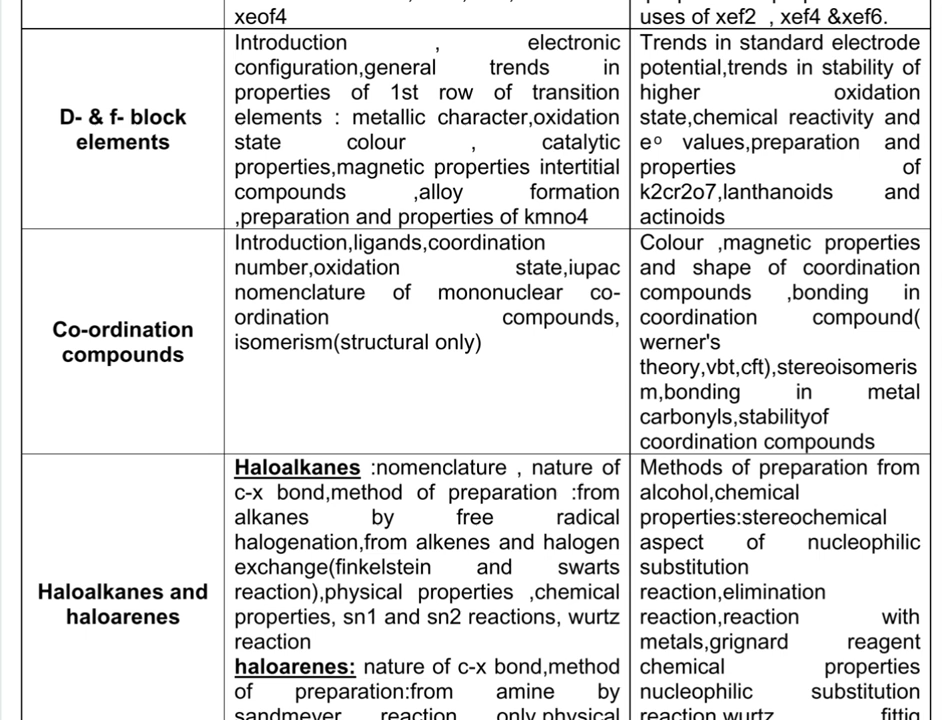 xeof4
uses of xef2 , xef4 &xef6.
D- & f- block
elements
Introduction , electronic
configuration,general trends in
properties of 1st row of transition
elements : metallic character,oxidation
state colour , catalytic
properties,magnetic properties intertitial
compounds ,alloy formation
,preparation and properties of kmno4
Trends in standard electrode
potential,trends in stability of
higher oxidation
state,chemical reactivity and
eº values,preparation and
properties of
k2cr2o7,lanthanoids and
actinoids
Co-ordination
compounds
Introduction,ligands,coordination
number,oxidation state,iupac
nomenclature of mononuclear co-
ordination compounds,
isomerism(structural only)
Colour ,magnetic properties
and shape of coordination
compounds ,bonding in
coordination compound(
werner's
theory,vbt,cft),stereoisomeris
m,bonding in metal
carbonyls,stabilityof
coordination compounds
Haloalkanes and
haloarenes
Haloalkanes :nomenclature , nature of
c-x bond,method of preparation :from
alkanes by free radical
halogenation,from alkenes and halogen
exchange(finkelstein and swarts
reaction),physical properties ,chemical
properties, sn1 and sn2 reactions, wurtz
reaction
haloarenes: nature of c-x bond,method
of preparation:from amine by
sandmeyer reaction only,physical
Methods of preparation from
alcohol,chemical
properties:stereochemical
aspect of nucleophilic
substitution
reaction,elimination
reaction,reaction with
metals,grignard reagent
chemical properties
nucleophilic substitution
reaction,wurtz fittig